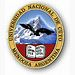 UNIVERSIDAD NACIONAL DE CUYO
MENDOZA ARGENTINA